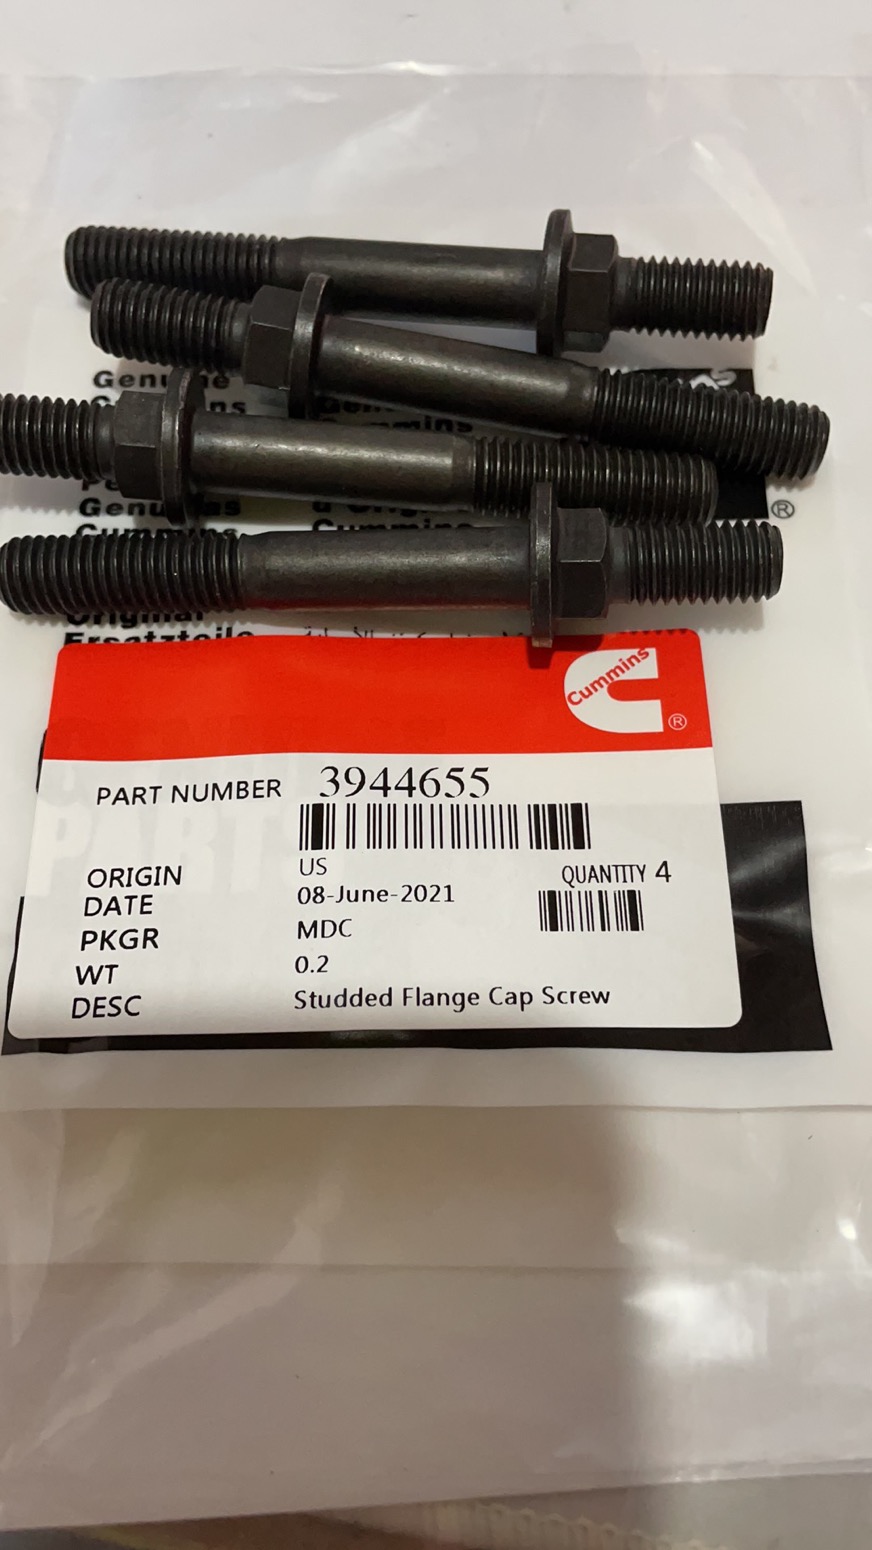 Genuine
Cummins
Original
Ersatzteile
®
Cummins
®
PART NUMBER 3944655
ORIGIN US
QUANTITY 4
DATE 08-June-2021
PKGR MDC
WT 0.2
DESC Studded Flange Cap Screw